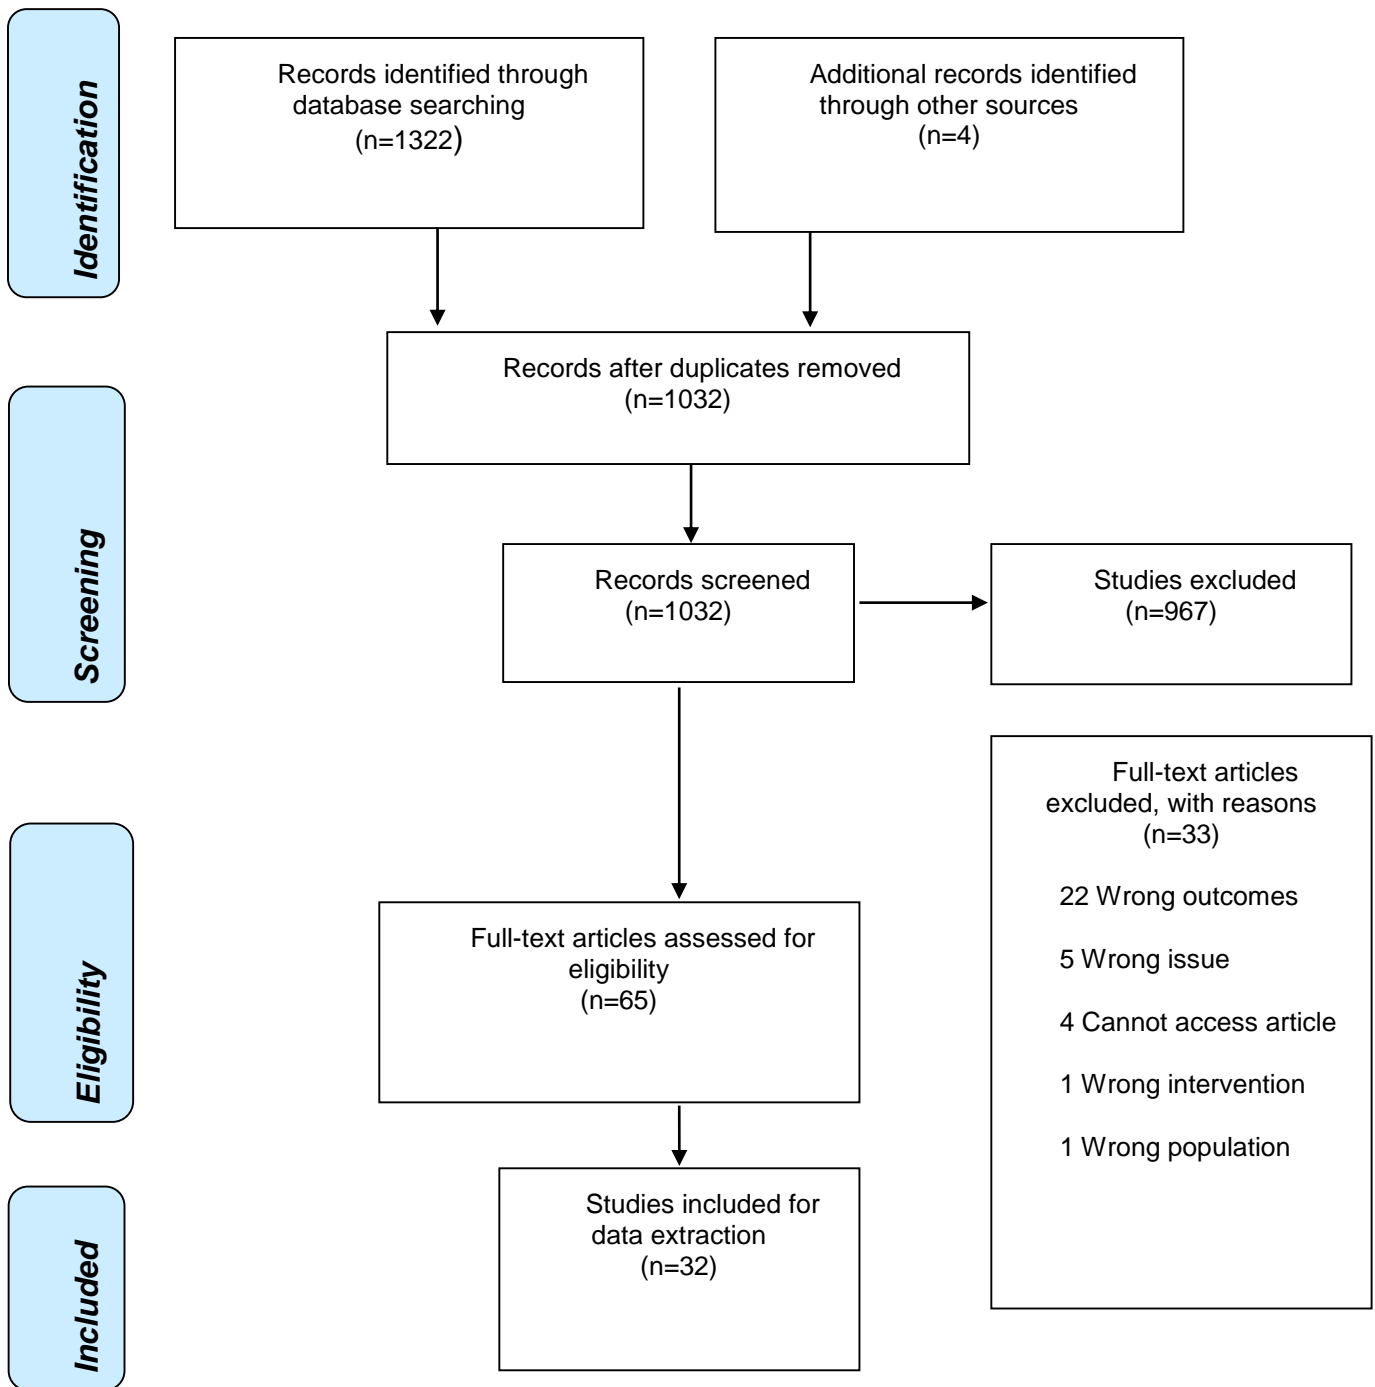 Identification
Records identified through
database searching
(n=1322)
Additional records identified
through other sources
(n=4)
Records after duplicates removed
(n=1032)
Screening
Records screened
(n=1032)
Studies excluded
(n=967)
Full-text articles
excluded, with reasons
(n=33)
22 Wrong outcomes
5 Wrong issue
4 Cannot access article
1 Wrong intervention
1 Wrong population
Eligibility
Full-text articles assessed for
eligibility
(n=65)
Included
Studies included for
data extraction
(n=32)